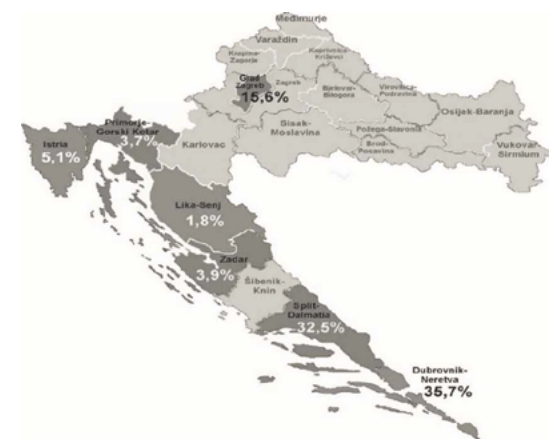 Međimurje
Varaždin
Krapina-
Zagorje
Koprivnica-
Križevci
Grad
Zagreb
15,6%
Zagreb
Bjelovar-
Bilogora
Virovitica-
Podravina
Osijek-Baranja
Sisak-
Moslavina
Požega-Slavonia
Brod-
Posavina
Vukovar-
Sirmium
Primorje-
Gorski Kotar
3,7%
Istria
5,1%
Karlovac
Lika-Senj
1,8%
Zadar
3,9%
Šibenik-
Knin
Split-
Dalmatia
32,5%
Dubrovnik-
Neretva
35,7%